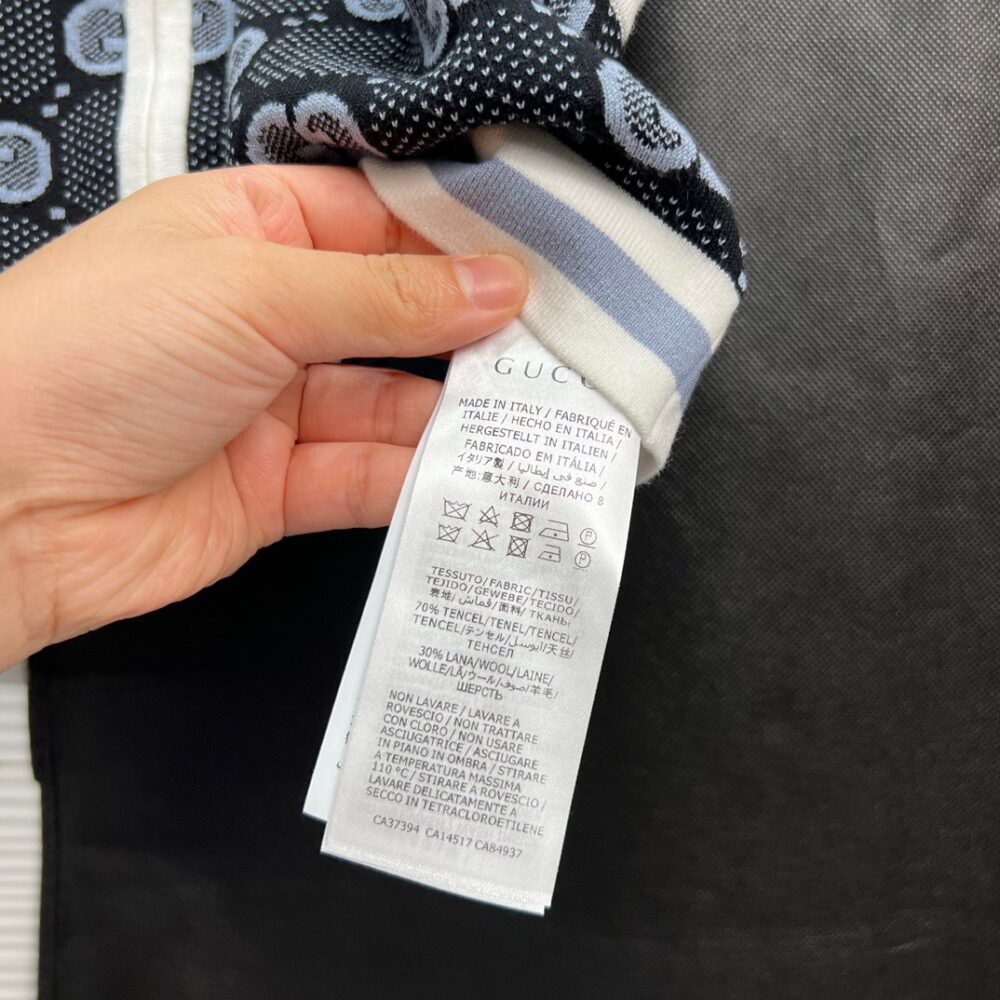 GUCC
MADE IN ITALY / FABRIQUÉ EN
ITALIE / HECHO EN ITALIA /
HERGESTELLT IN ITALIEN /
FABRICADO EM ITÁLIA /
イタリア製 / صنع في إيطاليا /
产地:意大利 / СДЕЛАНО В
ИТАЛИИ
TESSUTO/FABRIC/TISSU/
TEJIDO/GEWEBE/TECIDO/
表地/قماش/面料/ТКАНЬ,
70% TENCEL/TENEL/TENCEL/
TENCEL/テンセル/أيوسل/天丝/
ТЕНСЕЛ
30% LANA/WOOL/LAINE/
WOLLE/LÃ/ウール/صوف/羊毛/
ШЕРСТЬ
NON LAVARE / LAVARE A
ROVESCIO / NON TRATTARE
CON CLORO / NON USARE
ASCIUGATRICE / ASCIUGARE
IN PIANO IN OMBRA / STIRARE
A TEMPERATURA MASSIMA
110 °C / STIRARE A ROVESCIO /
LAVARE DELICATAMENTE A
SECCO IN TETRACLOROETILENE
CA37394 CA14517 CA84937